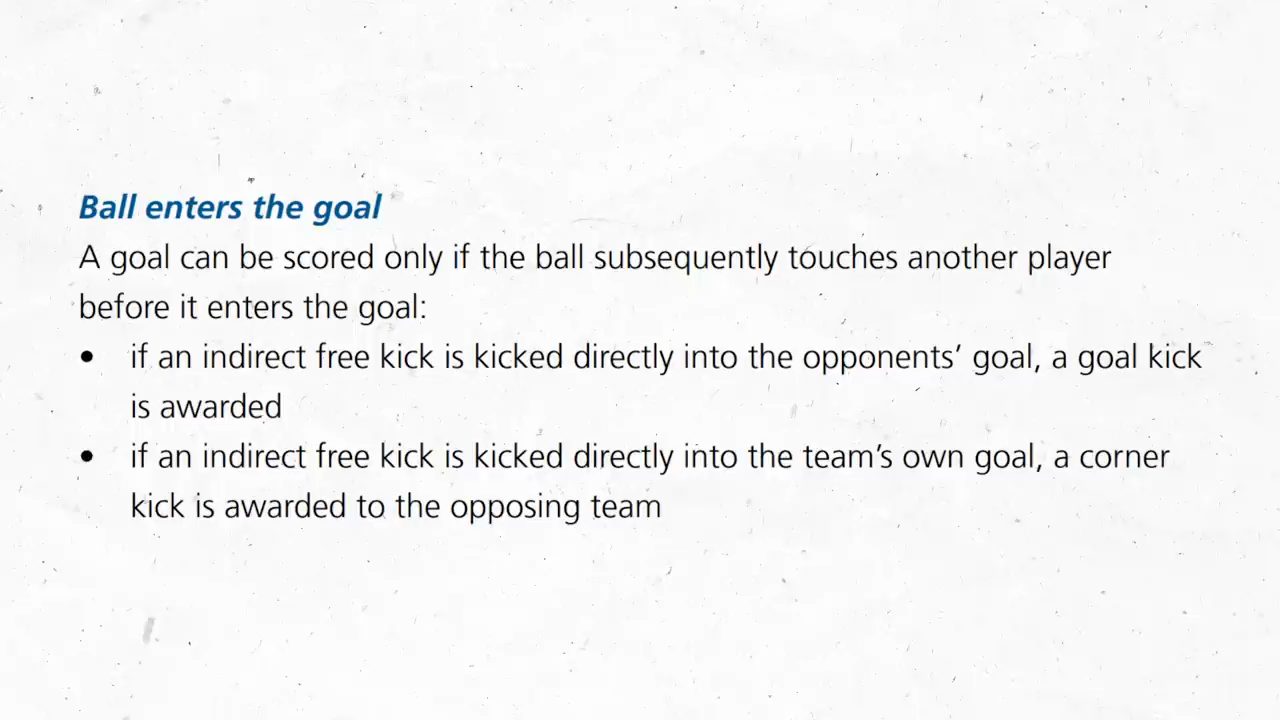 Ball enters the goal
A goal can be scored only if the ball subsequently touches another player
before it enters the goal:
• if an indirect free kick is kicked directly into the opponents’ goal, a goal kick
is awarded
• if an indirect free kick is kicked directly into the team’s own goal, a corner
kick is awarded to the opposing team